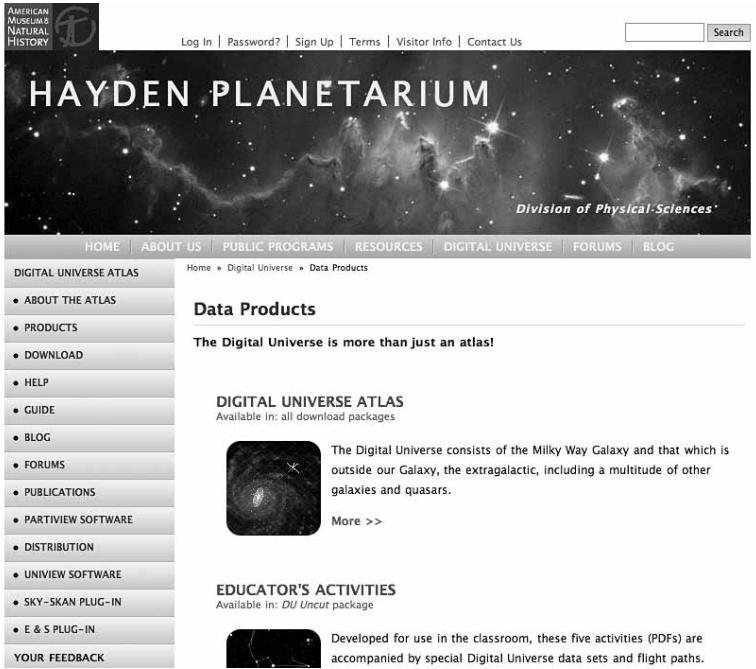 AMERICAN
MUSEUM &
NATURAL
HISTORY
Log In | Password? | Sign Up | Terms | Visitor Info | Contact Us
Search
HAYDEN PLANETARIUM
Division of Physical Sciences
HOME | ABOUT US | PUBLIC PROGRAMS | RESOURCES | DIGITAL UNIVERSE | FORUMS | BLOG
DIGITAL UNIVERSE ATLAS
• ABOUT THE ATLAS
• PRODUCTS
• DOWNLOAD
• HELP
• GUIDE
• BLOG
• FORUMS
• PUBLICATIONS
• PARTIVIEW SOFTWARE
• DISTRIBUTION
• UNIVIEW SOFTWARE
• SKY-SKAN PLUG-IN
• E & S PLUG-IN
YOUR FEEDBACK
Home » Digital Universe » Data Products
Data Products
The Digital Universe is more than just an atlas!
DIGITAL UNIVERSE ATLAS
Available in: all download packages
The Digital Universe consists of the Milky Way Galaxy and that which is
outside our Galaxy, the extragalactic, including a multitude of other
galaxies and quasars.
More >>
EDUCATOR'S ACTIVITIES
Available in: DU Uncut package
Developed for use in the classroom, these five activities (PDFs) are
accompanied by special Digital Universe data sets and flight paths.